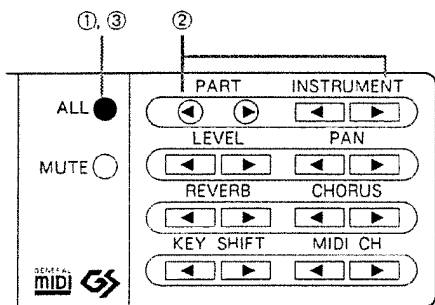 ①, ③ ②
PART INSTRUMENT
ALL
LEVEL PAN
MUTE
REVERB CHORUS
KEY SHIFT MIDI CH
GENERAL
MIDI GS